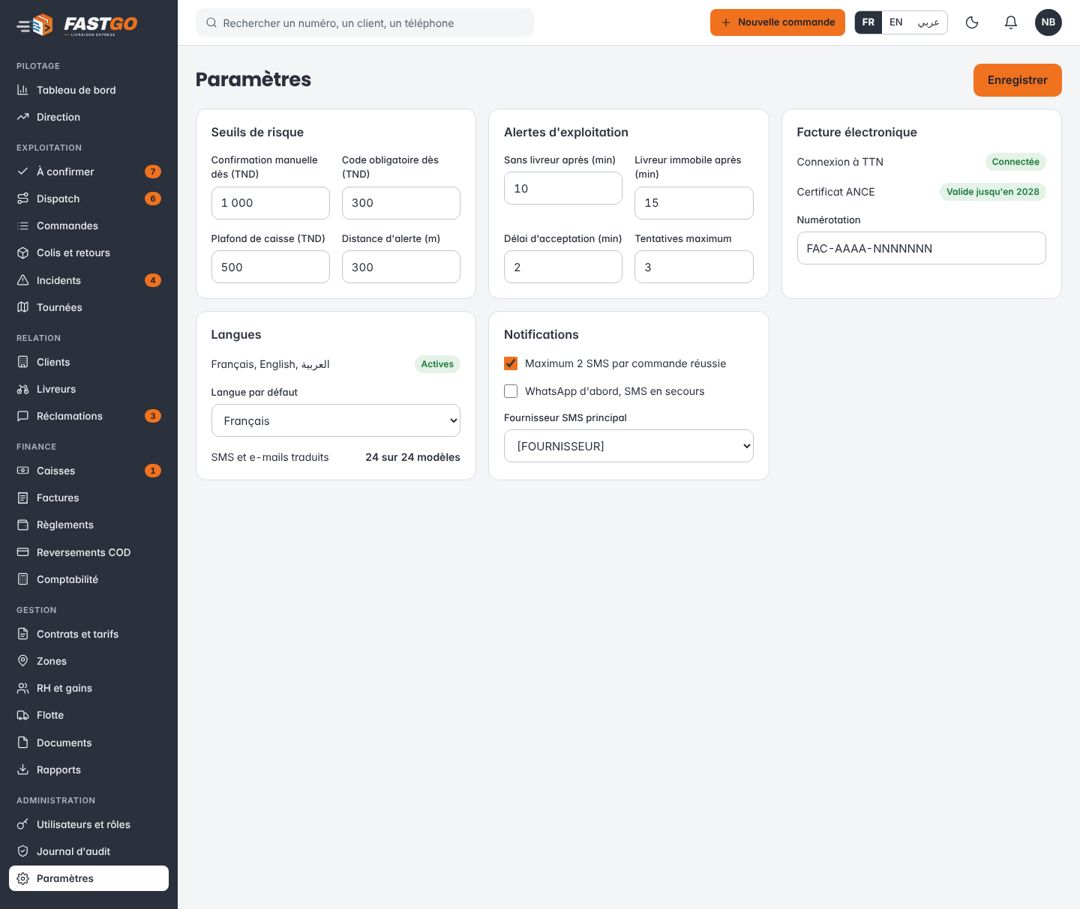 FASTGO
LIVRAISON EXPRESS
Rechercher un numéro, un client, un téléphone
+ Nouvelle commande
FR
EN
عربي
NB
PILOTAGE
Tableau de bord
Direction
EXPLOITATION
À confirmer 7
Dispatch 6
Commandes
Colis et retours
Incidents 4
Tournées
RELATION
Clients
Livreurs
Réclamations 3
FINANCE
Caisses 1
Factures
Règlements
Reversements COD
Comptabilité
GESTION
Contrats et tarifs
Zones
RH et gains
Flotte
Documents
Rapports
ADMINISTRATION
Utilisateurs et rôles
Journal d'audit
Paramètres
Paramètres
Enregistrer
Seuils de risque
Confirmation manuelle
dès (TND)
1 000
Code obligatoire dès
(TND)
300
Plafond de caisse (TND)
500
Distance d'alerte (m)
300
Alertes d'exploitation
Sans livreur après (min)
10
Livreur immobile après
(min)
15
Délai d'acceptation (min)
2
Tentatives maximum
3
Facture électronique
Connexion à TTN
Connectée
Certificat ANCE
Valide jusqu'en 2028
Numérotation
FAC-AAAA-NNNNNNN
Langues
Français, English, العربية
Actives
Langue par défaut
Français
SMS et e-mails traduits
24 sur 24 modèles
Notifications
Maximum 2 SMS par commande réussie
WhatsApp d'abord, SMS en secours
Fournisseur SMS principal
[FOURNISSEUR]